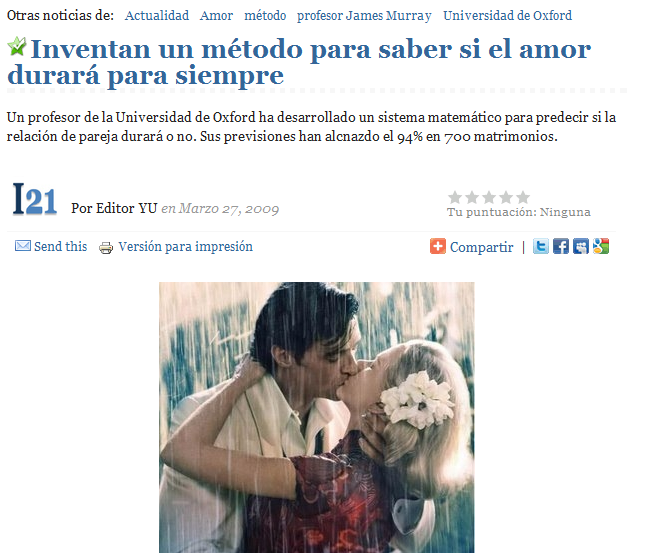 Otras noticias de: Actualidad Amor método profesor James Murray Universidad de Oxford
Inventan un método para saber si el amor
durará para siempre
Un profesor de la Universidad de Oxford ha desarrollado un sistema matemático para predecir si la
relación de pareja durará o no. Sus previsiones han alcnazdo el 94% en 700 matrimonios.
I21 Por Editor YU en Marzo 27, 2009
Tu puntuación: Ninguna
Send this Versión para impresión Compartir |